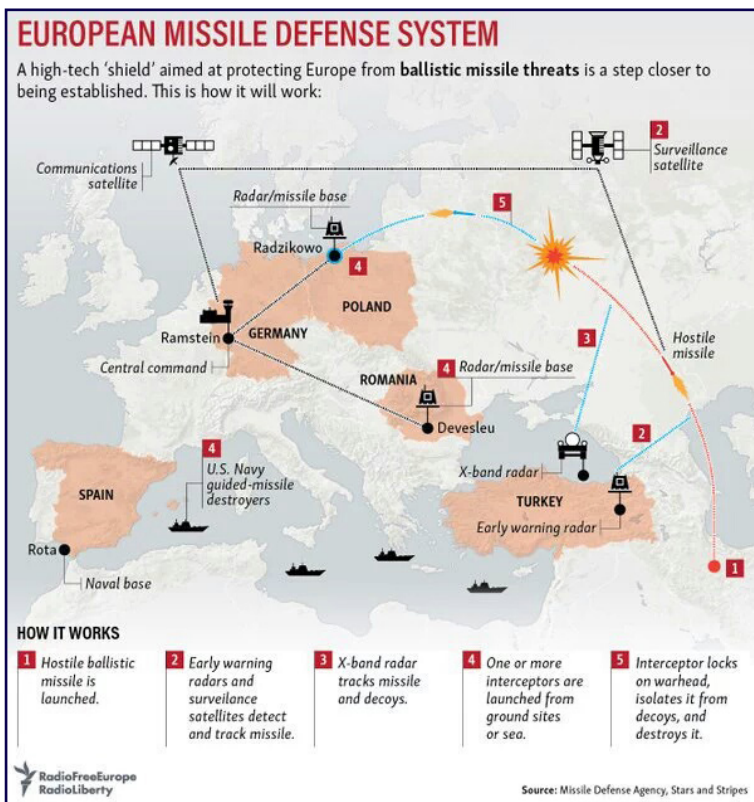 EUROPEAN MISSILE DEFENSE SYSTEM
A high-tech ‘shield’ aimed at protecting Europe from ballistic missile threats is a step closer to
being established. This is how it will work:
2
Communications
satellite
Surveillance
satellite
Radar/missile base
5
Radzikowo
4
POLAND
3
Ramstein
GERMANY
Hostile
missile
Central command
ROMANIA
4
Radar/missile base
Devesleu
2
4
U.S. Navy
guided-missile
destroyers
X-band radar
SPAIN
TURKEY
Early warning radar
Rota
Naval base
1
HOW IT WORKS
1
Hostile ballistic
missile is
launched.
2
Early warning
radars and
surveilance
satellites detect
and track missile.
3
X-band radar
tracks missile
and decoys.
4
One or more
interceptors are
launched from
ground sites
or sea.
5
Interceptor locks
on warhead,
isolates it from
decoys, and
destroys it.
RadioFreeEurope
RadioLiberty
Source: Missile Defense Agency, Stars and Stripes